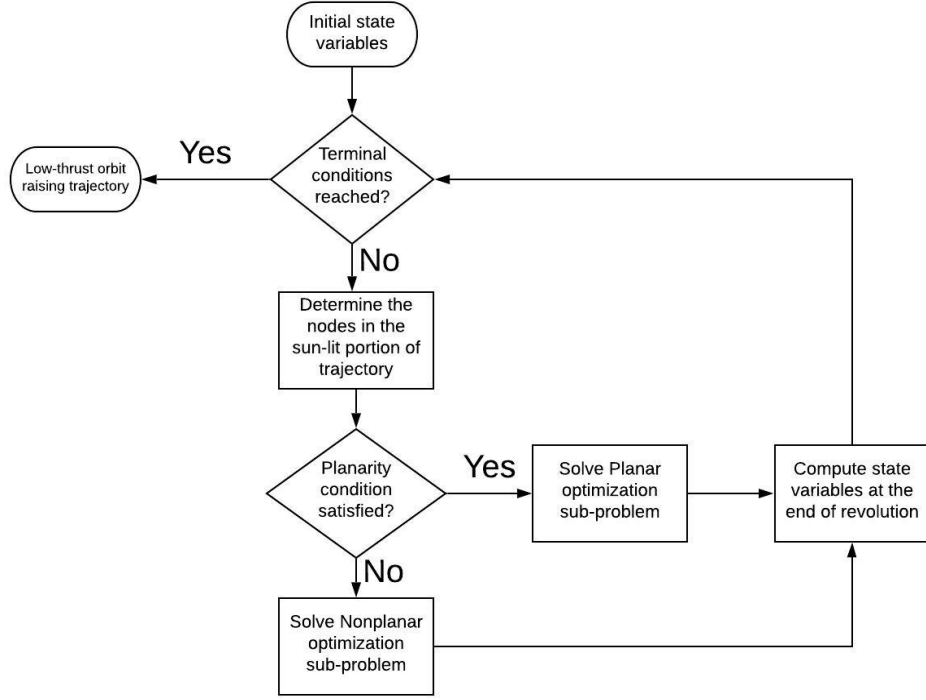 Initial state
variables
Yes
Low-thrust orbit
raising trajectory
Terminal
conditions
reached?
No
Determine the
nodes in the
sun-lit portion of
trajectory
Planarity
condition
satisfied?
Yes
Solve Planar
optimization
sub-problem
Compute state
variables at the
end of revolution
No
Solve Nonplanar
optimization
sub-problem